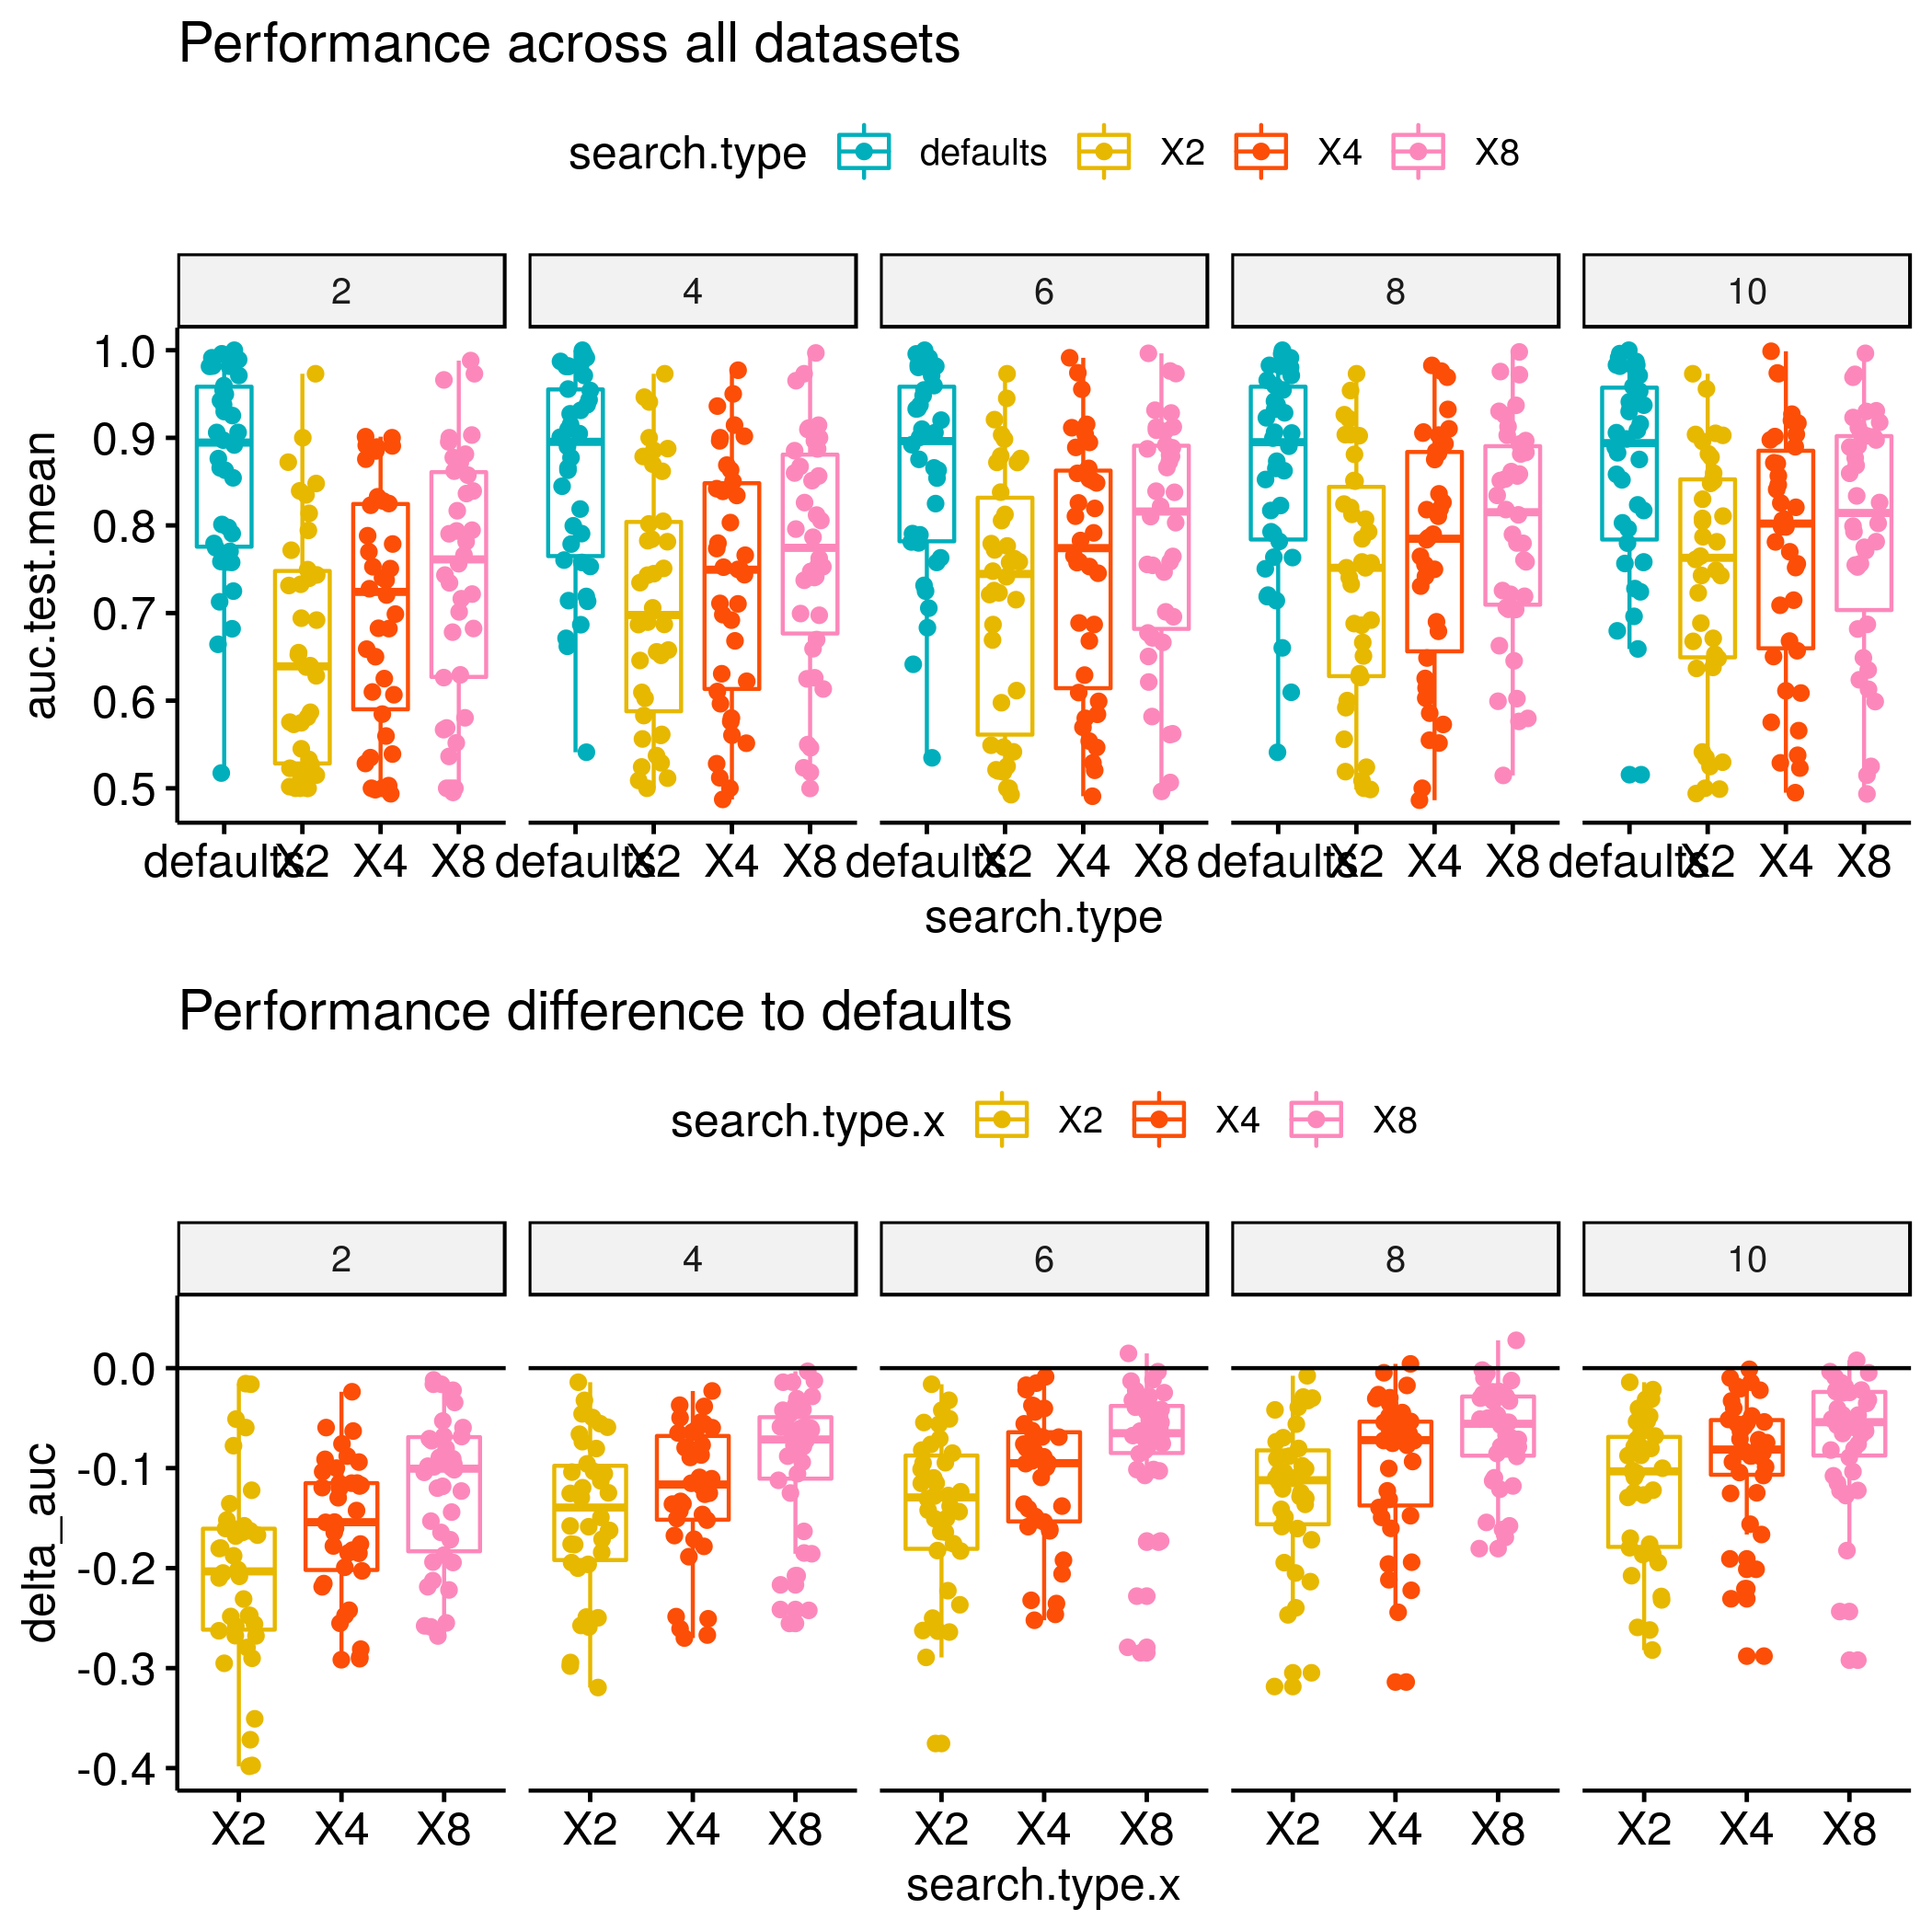 Performance across all datasets
search.type defaults X2 X4 X8
2 4 6 8 10
1.0
0.9
0.8
0.7
0.6
0.5
auc.test.mean
defaults X2 X4 X8 defaults X2 X4 X8 defaults X2 X4 X8 defaults X2 X4 X8 defaults X2 X4 X8
search.type
Performance difference to defaults
search.type.x X2 X4 X8
2 4 6 8 10
0.0
-0.1
-0.2
-0.3
-0.4
delta_auc
X2 X4 X8 X2 X4 X8 X2 X4 X8 X2 X4 X8 X2 X4 X8
search.type.x